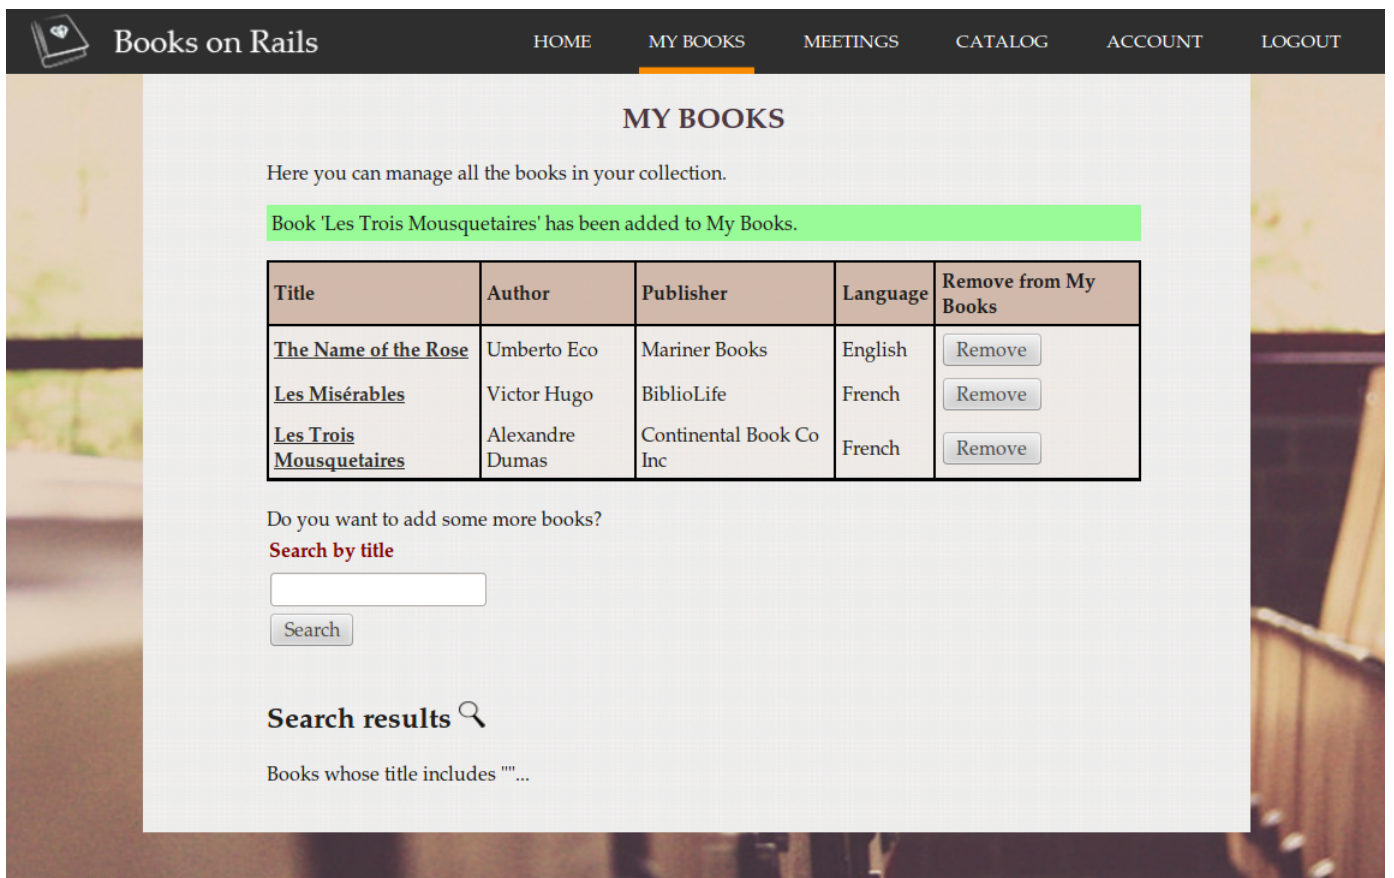 Books on Rails HOME MY BOOKS MEETINGS CATALOG ACCOUNT LOGOUT
MY BOOKS
Here you can manage all the books in your collection.
Book 'Les Trois Mousquetaires' has been added to My Books.
Title Author Publisher Language Remove from My Books
The Name of the Rose Umberto Eco Mariner Books English Remove
Les Misérables Victor Hugo BiblioLife French Remove
Les Trois Mousquetaires Alexandre Dumas Continental Book Co Inc French Remove
Do you want to add some more books?
Search by title
Search
Search results
Books whose title includes ""...